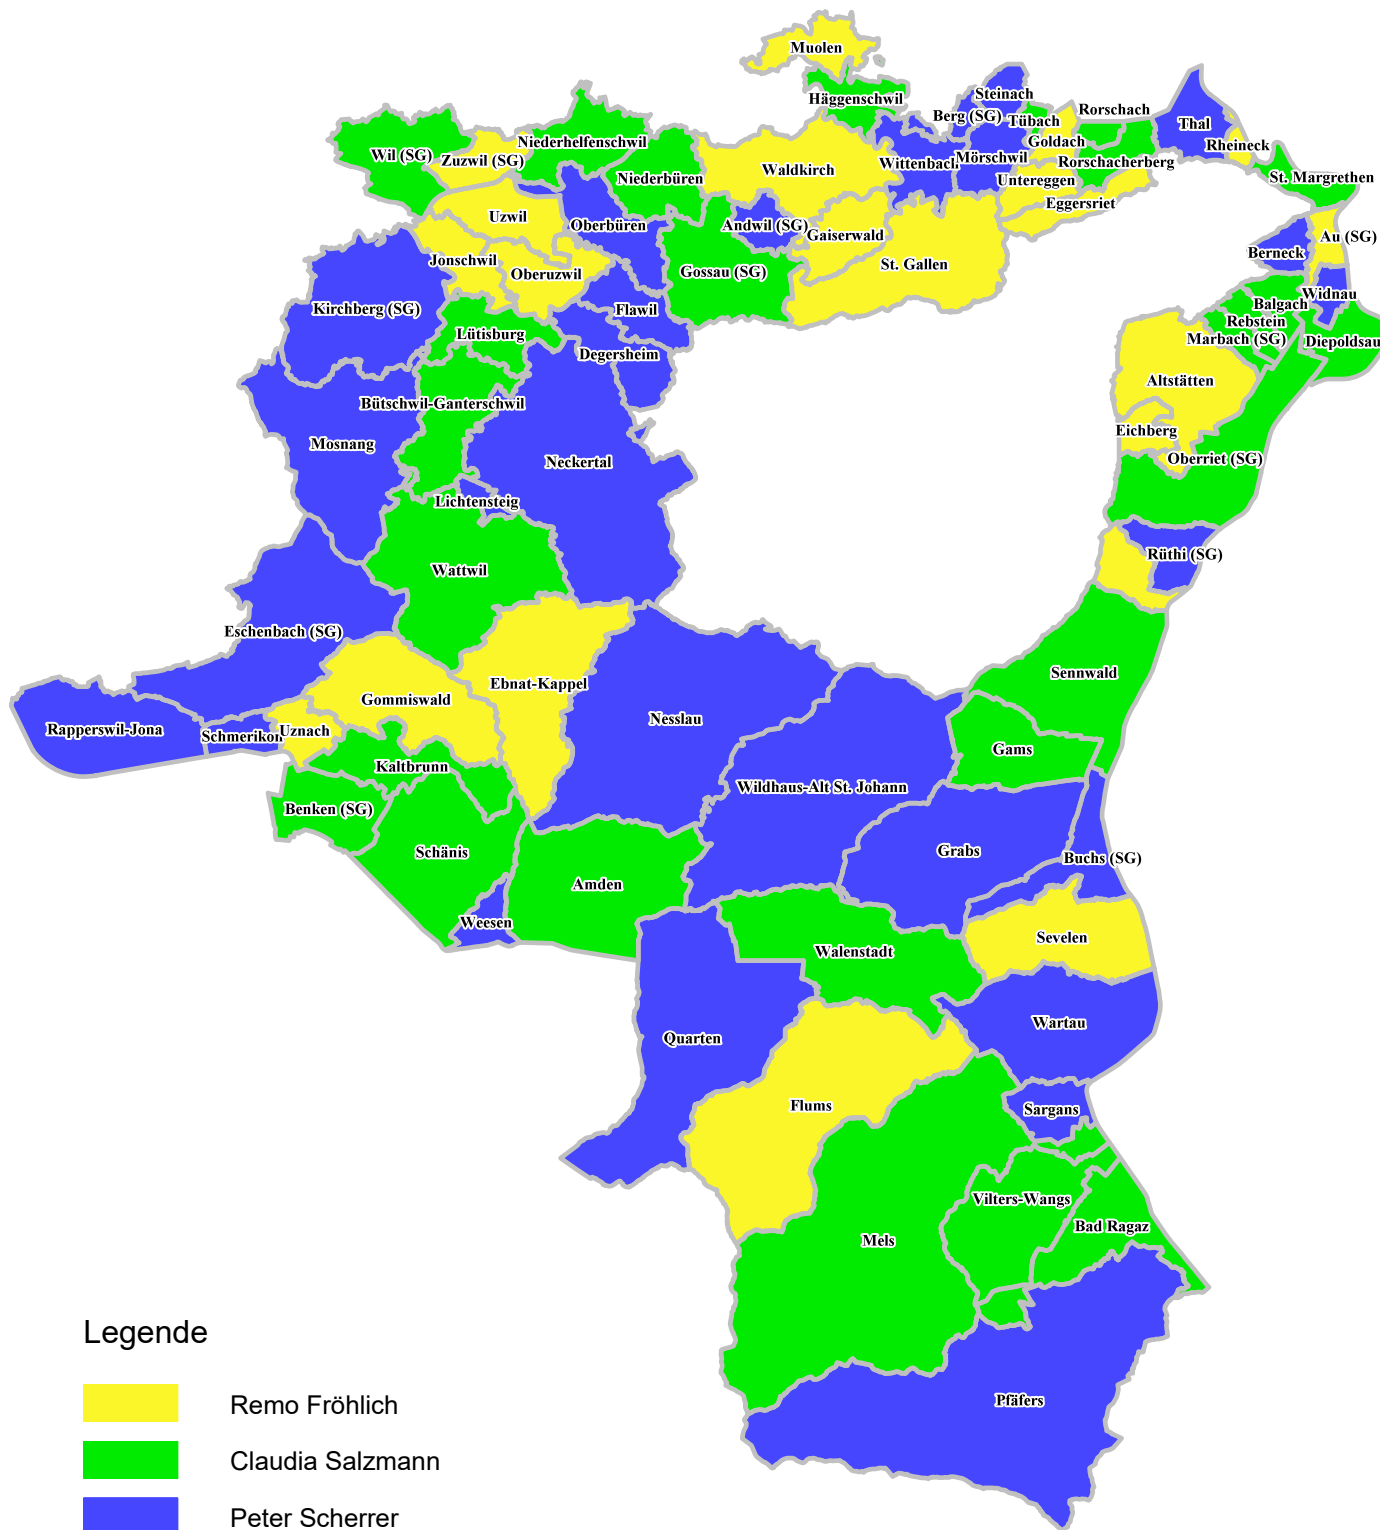 Muolen
Häggenschwil
Steinach
Berg (SG)
Tübach
Rorschach
Goldach
Thal
Rheineck
Wil (SG)
Zuzwil (SG)
Niederhelfenschwil
Niederbüren
Waldkirch
Wittenbach
Mörschwil
Rorschacherberg
Untereggen
Eggersriet
St. Margrethen
Uzwil
Oberbüren
Andwil (SG)
Gaiserwald
Au (SG)
Berneck
Jonschwil
Oberuzwil
Gossau (SG)
St. Gallen
Kirchberg (SG)
Flawil
Widnau
Balgach
Rebstein
Marbach (SG)
Diepoldsau
Lütisburg
Degersheim
Altstätten
Bütschwil-Ganterschwil
Eichberg
Mosnang
Neckertal
Oberriet (SG)
Lichtensteig
Rüthi (SG)
Wattwil
Eschenbach (SG)
Sennwald
Ebnat-Kappel
Gommiswald
Nesslau
Rapperswil-Jona
Schmerikon
Uznach
Gams
Kaltbrunn
Wildhaus-Alt St. Johann
Benken (SG)
Schänis
Grabs
Buchs (SG)
Amden
Weesen
Sevelen
Walenstadt
Wartau
Quarten
Flums
Sargans
Vilters-Wangs
Bad Ragaz
Mels
Pfäfers
Legende
Remo Fröhlich
Claudia Salzmann
Peter Scherrer